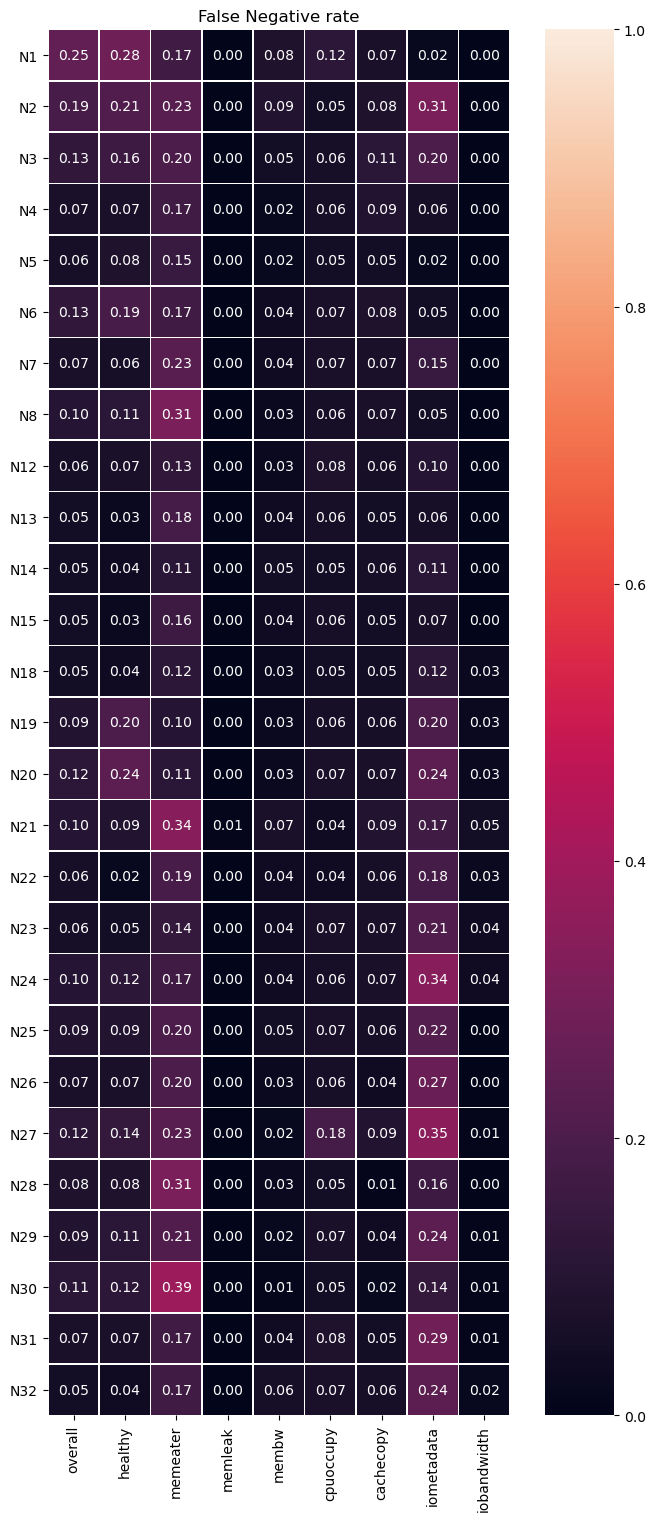 False Negative rate
N1 0.25 0.28 0.17 0.00 0.08 0.12 0.07 0.02 0.02
N2 0.19 0.21 0.23 0.00 0.09 0.05 0.08 0.31 0.00
N3 0.13 0.16 0.20 0.00 0.05 0.06 0.11 0.20 0.00
N4 0.07 0.07 0.17 0.00 0.02 0.06 0.09 0.06 0.00
N5 0.06 0.08 0.15 0.00 0.02 0.05 0.05 0.02 0.00
N6 0.13 0.19 0.17 0.00 0.04 0.07 0.08 0.05 0.00
N7 0.07 0.06 0.23 0.00 0.04 0.07 0.07 0.15 0.00
N8 0.10 0.11 0.31 0.00 0.03 0.06 0.07 0.05 0.00
N12 0.06 0.07 0.13 0.00 0.03 0.08 0.06 0.10 0.00
N13 0.05 0.03 0.18 0.00 0.04 0.06 0.05 0.06 0.00
N14 0.05 0.04 0.11 0.00 0.05 0.05 0.06 0.11 0.00
N15 0.05 0.03 0.16 0.00 0.04 0.06 0.05 0.07 0.00
N18 0.05 0.04 0.12 0.00 0.03 0.05 0.05 0.12 0.03
N19 0.09 0.20 0.10 0.00 0.03 0.06 0.06 0.20 0.03
N20 0.12 0.24 0.11 0.00 0.03 0.07 0.07 0.24 0.03
N21 0.10 0.09 0.34 0.01 0.07 0.04 0.09 0.17 0.05
N22 0.06 0.02 0.19 0.00 0.04 0.04 0.06 0.18 0.03
N23 0.06 0.05 0.14 0.00 0.04 0.07 0.07 0.21 0.04
N24 0.10 0.12 0.17 0.00 0.04 0.06 0.07 0.34 0.04
N25 0.09 0.09 0.20 0.00 0.05 0.07 0.06 0.22 0.00
N26 0.07 0.07 0.20 0.00 0.03 0.06 0.04 0.27 0.00
N27 0.12 0.14 0.23 0.00 0.02 0.18 0.09 0.35 0.01
N28 0.08 0.08 0.31 0.00 0.03 0.05 0.01 0.16 0.00
N29 0.09 0.11 0.21 0.00 0.02 0.07 0.04 0.24 0.01
N30 0.11 0.12 0.39 0.00 0.01 0.05 0.02 0.14 0.01
N31 0.07 0.07 0.17 0.00 0.04 0.08 0.05 0.29 0.01
N32 0.05 0.04 0.17 0.00 0.06 0.07 0.06 0.24 0.02
overall healthy memeater memleak membw cpuoccupy cachecopy iometadata iobandwidth
1.0
0.8
0.6
0.4
0.2
0.0